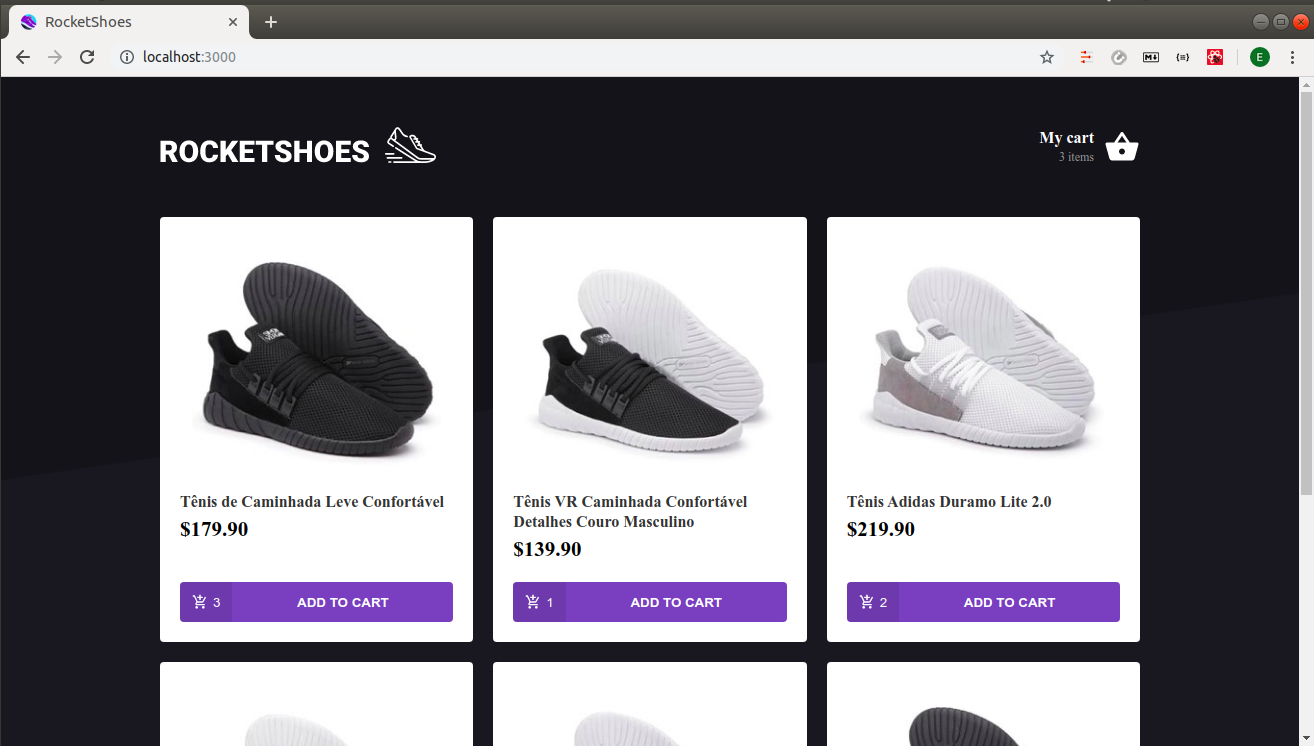 RocketShoes
localhost:3000
E
ROCKETSHOES
My cart
3 items
Tênis de Caminhada Leve Confortável
$179.90
3 ADD TO CART
Tênis VR Caminhada Confortável
Detalhes Couro Masculino
$139.90
1 ADD TO CART
Tênis Adidas Duramo Lite 2.0
$219.90
2 ADD TO CART